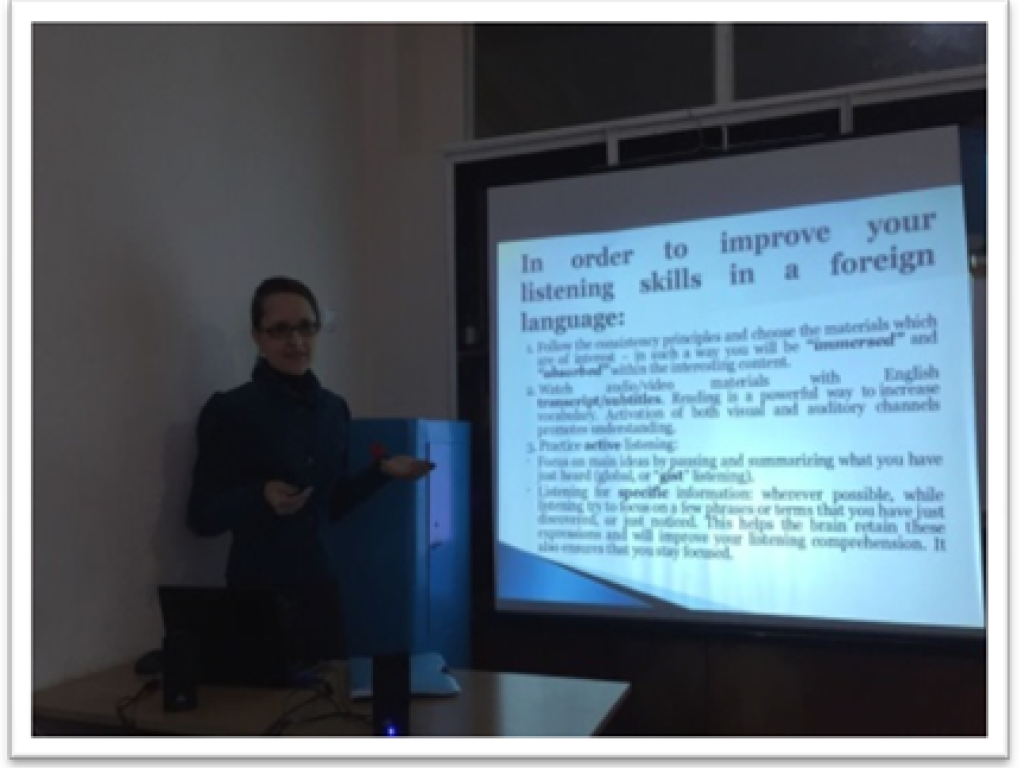 In order to improve your
listening skills in a foreign
language:
1. Follow the consistency principles and choose the materials which
are of interest – in such a way you will be "immersed" and
"absorbed" within the interesting content.
2. Watch audio/video materials with English
transcript/subtitles. Reading is a powerful way to increase
vocabulary. Activation of both visual and auditory channels
promotes understanding.
3. Practice active listening:
· Focus on main ideas by pausing and summarizing what you have
just heard (global, or "gist" listening).
· Listening for specific information: wherever possible, while
listening try to focus on a few phrases or terms that you have just
discovered, or just noticed. This helps the brain retain these
expressions and will improve your listening comprehension. It
also ensures that you stay focused.